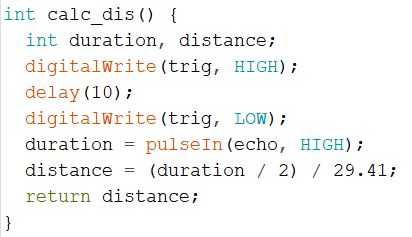 int calc_dis() {
  int duration, distance;
  digitalWrite(trig, HIGH);
  delay(10);
  digitalWrite(trig, LOW);
  duration = pulseIn(echo, HIGH);
  distance = (duration / 2) / 29.41;
  return distance;
}